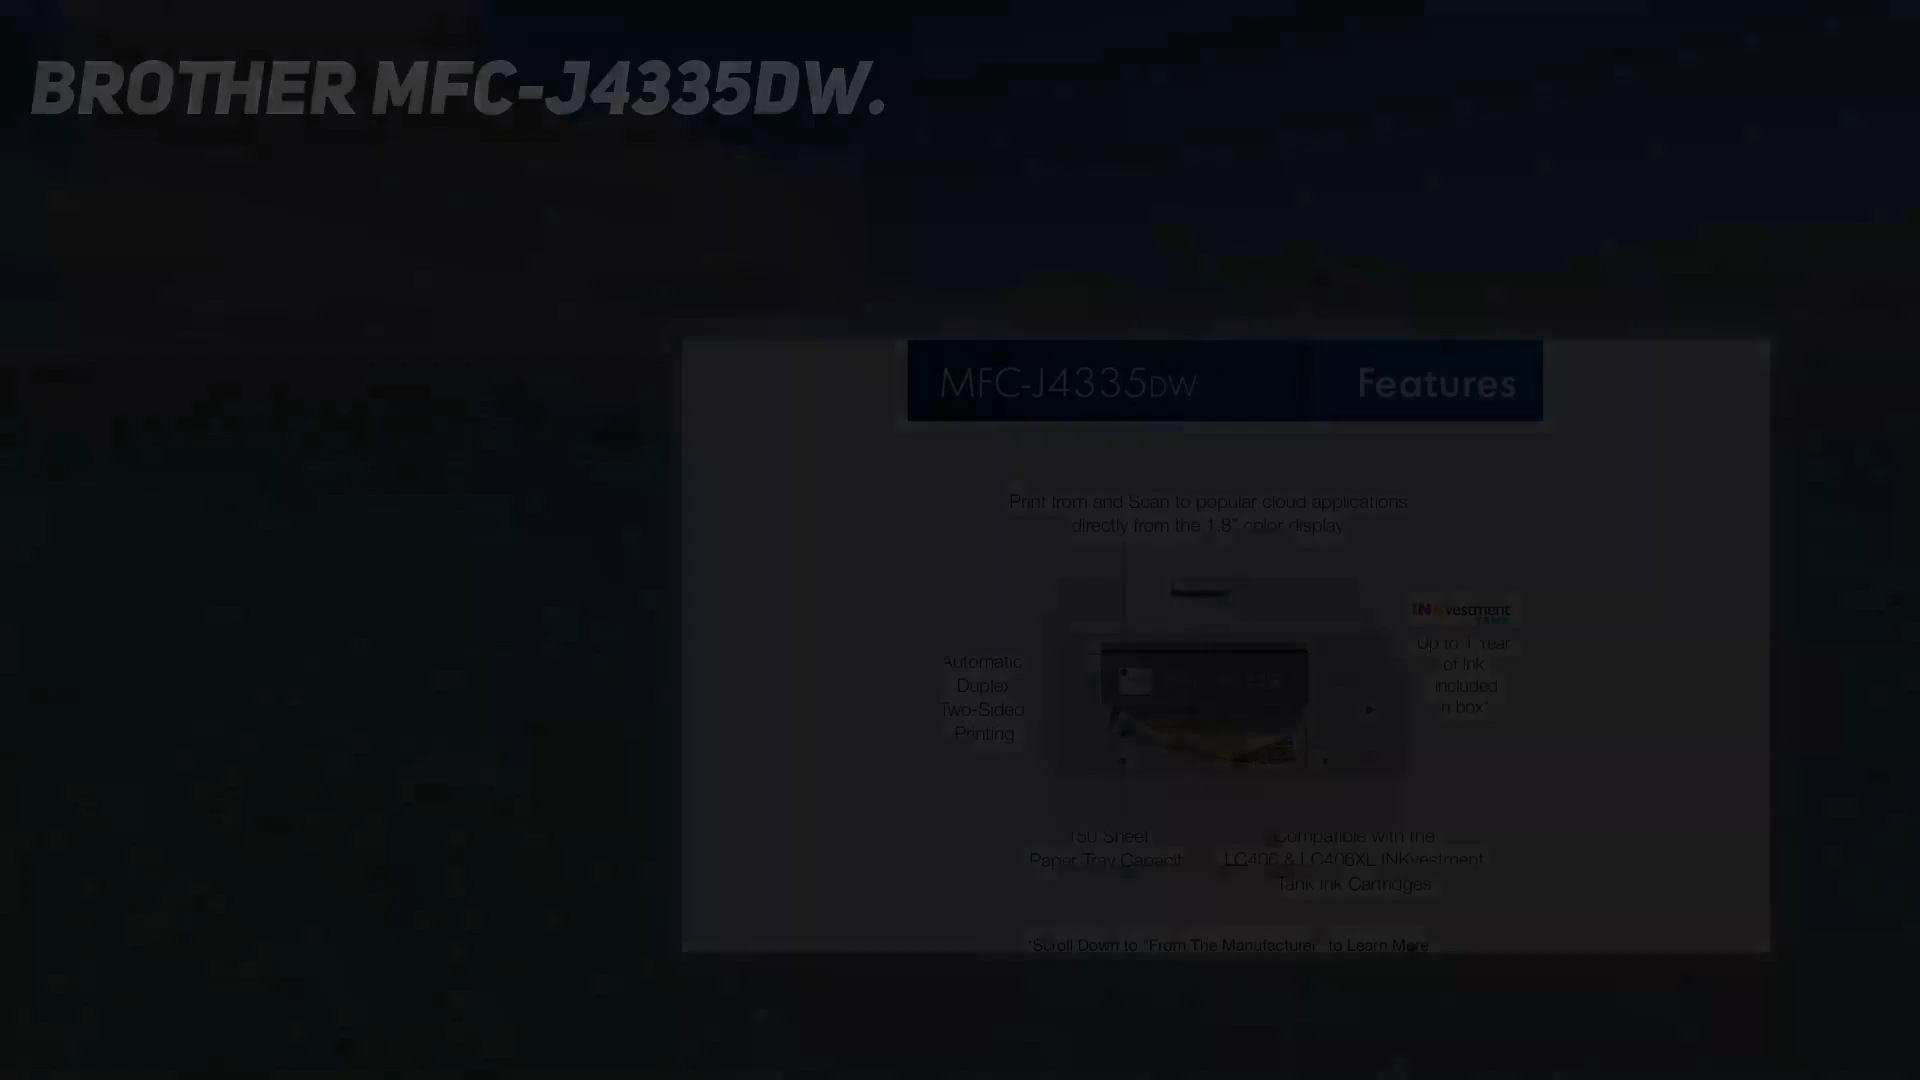 BROTHER MFC-J4335DW.
MFC-J4335DW Features
Print from and Scan to popular cloud applications
directly from the 1.8" color display
INKvestment
TANK
Up to 1 Year
of Ink
included
in box*
Automatic
Duplex
Two-Sided
Printing
150 Sheet
Paper Tray Capacity
Compatible with the
LC406 & LC406XL INKvestment
Tank Ink Cartridges
*Scroll Down to "From The Manufacturer" to Learn More